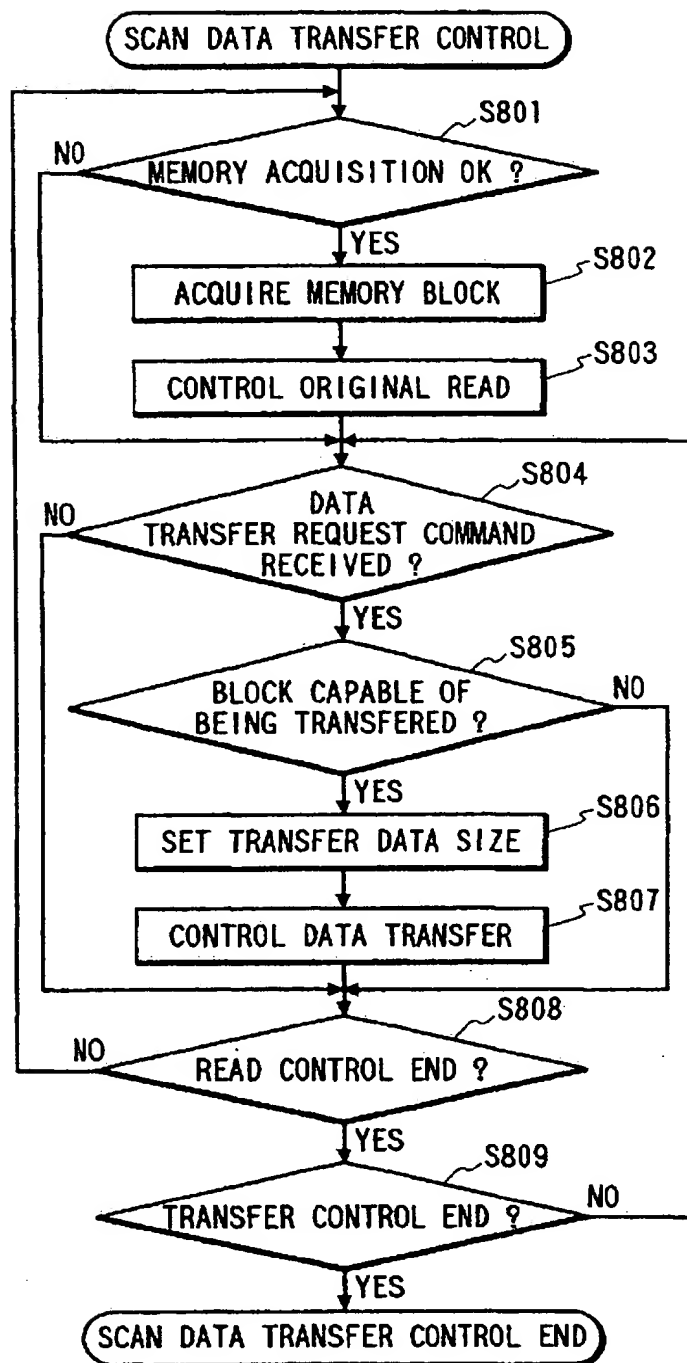 SCAN DATA TRANSFER CONTROL
S801
NO
MEMORY ACQUISITION OK ?
YES
S802
ACQUIRE MEMORY BLOCK
S803
CONTROL ORIGINAL READ
S804
NO
DATA
TRANSFER REQUEST COMMAND
RECEIVED ?
YES
S805
NO
BLOCK CAPABLE OF
BEING TRANSFERED ?
YES
S806
SET TRANSFER DATA SIZE
S807
CONTROL DATA TRANSFER
S808
NO
READ CONTROL END ?
YES
S809
NO
TRANSFER CONTROL END ?
YES
SCAN DATA TRANSFER CONTROL END